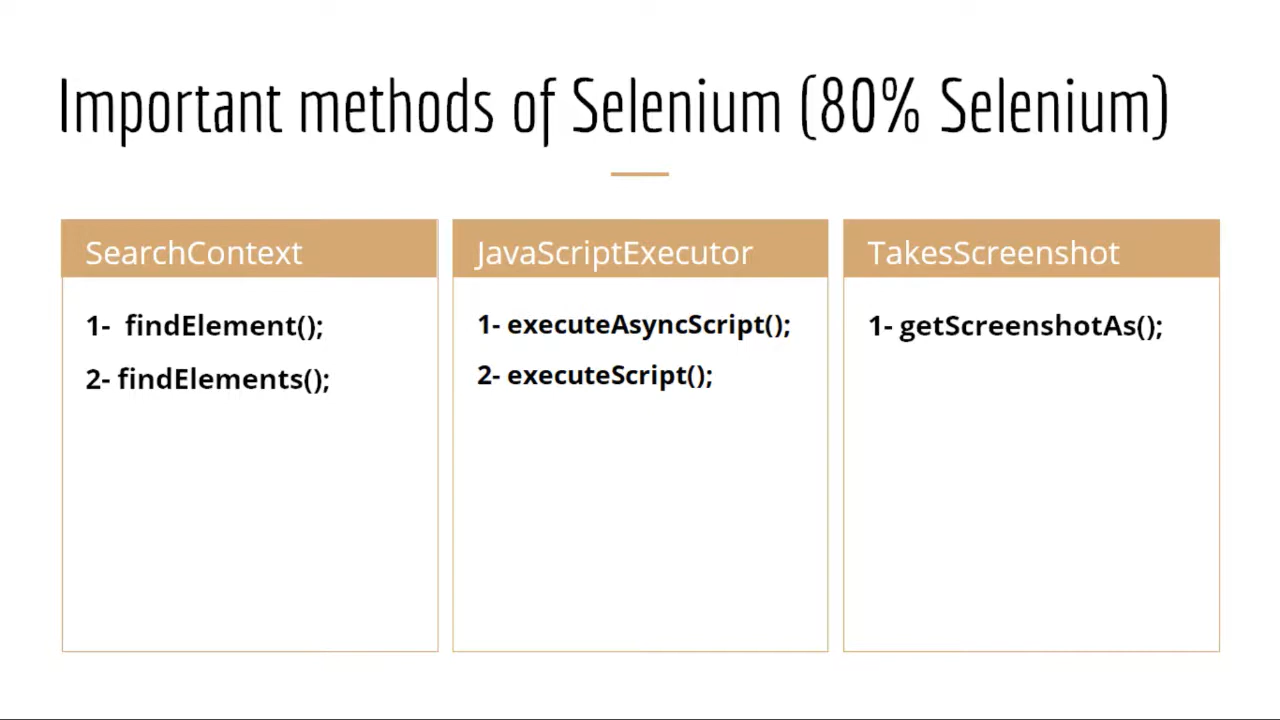 Important methods of Selenium (80% Selenium)
SearchContext
1- findElement();
2- findElements();
JavaScriptExecutor
1- executeAsyncScript();
2- executeScript();
TakesScreenshot
1- getScreenshotAs();